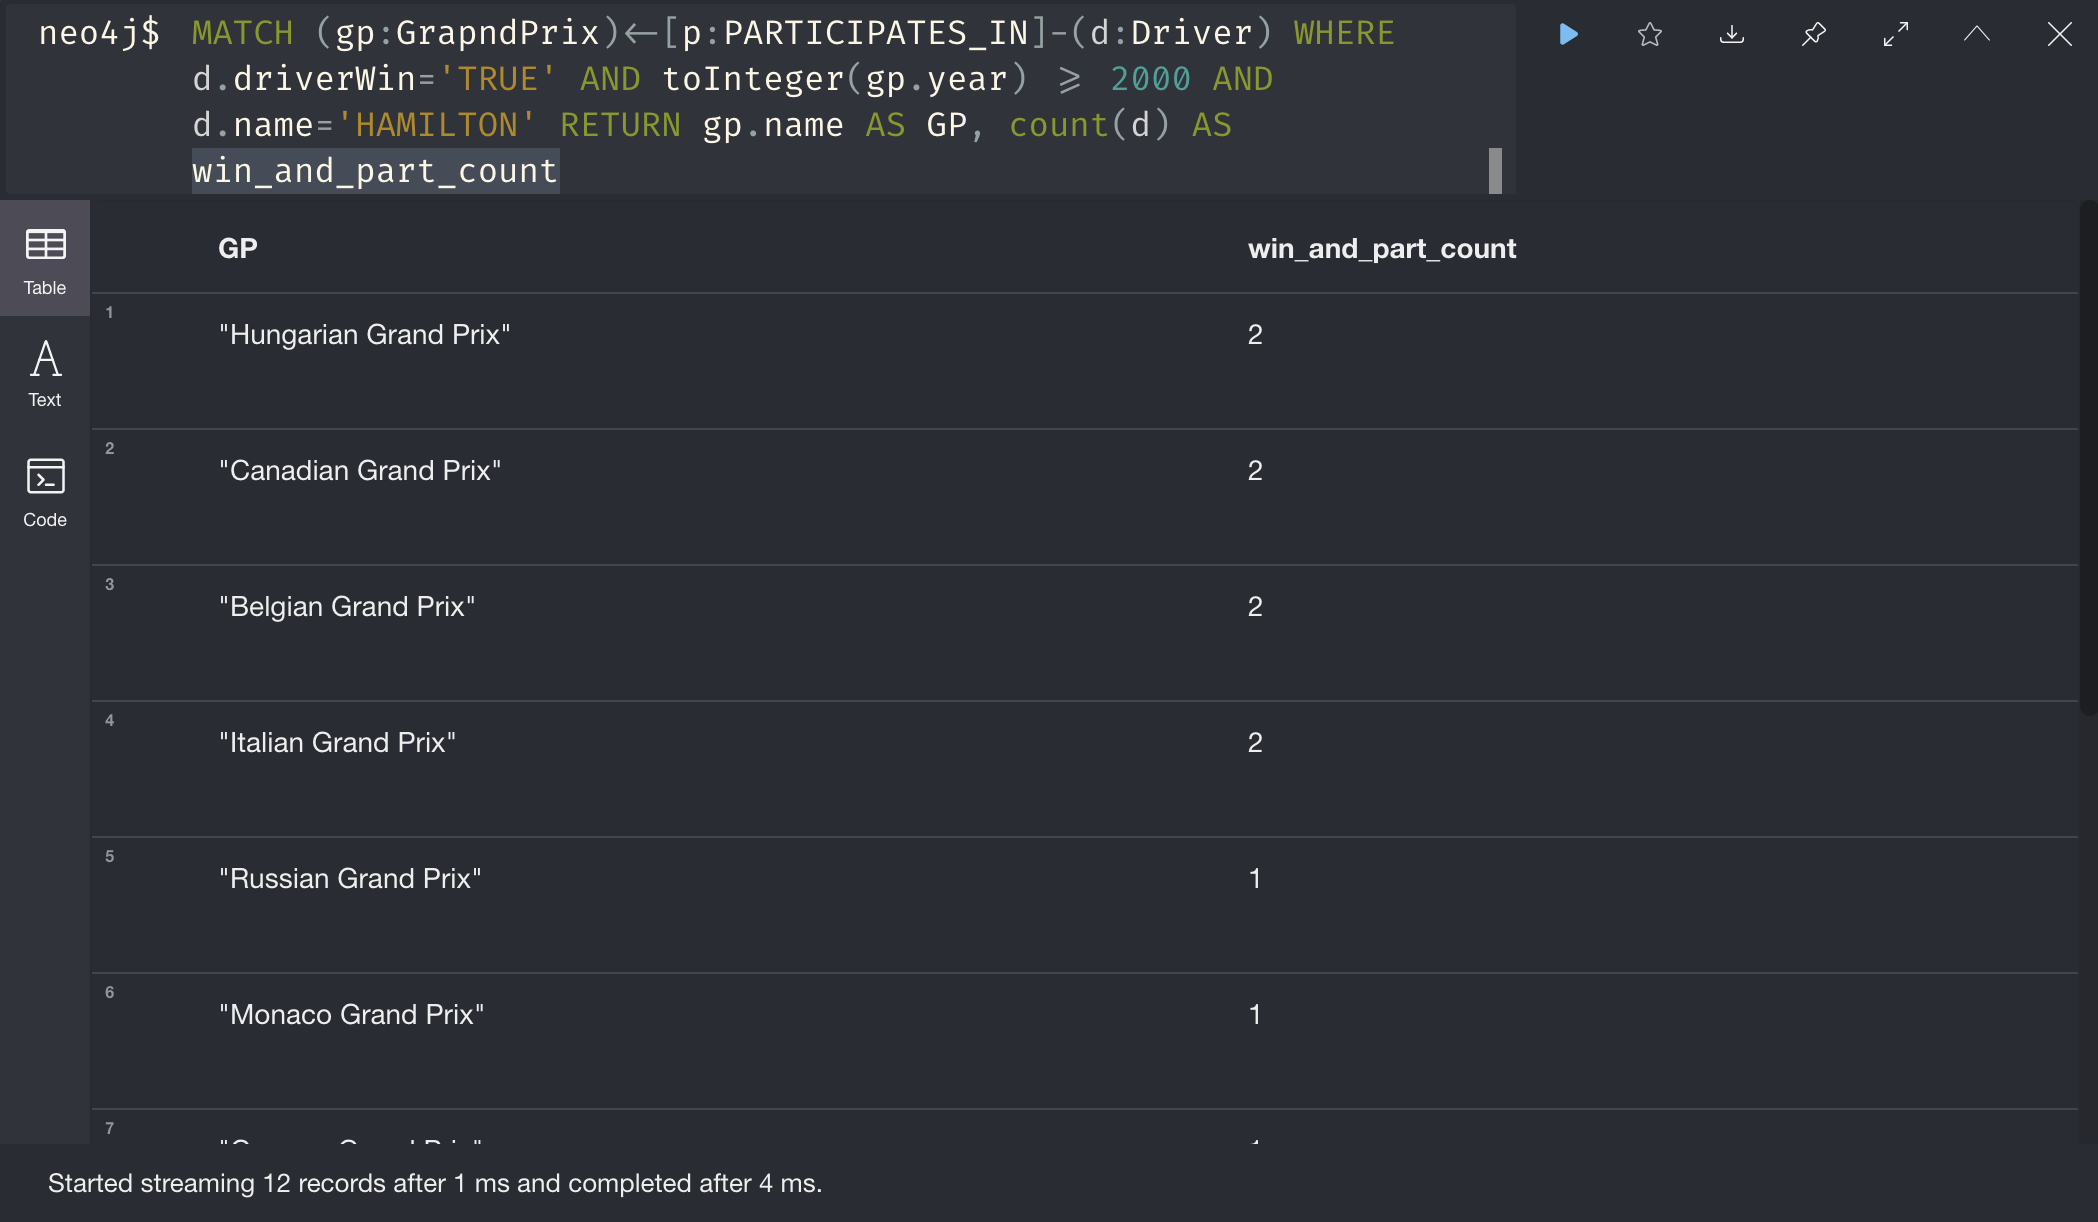 neo4j$ MATCH (gp:GrapndPrix)<-[p:PARTICIPATES_IN]-(d:Driver) WHERE
d.driverWin='TRUE' AND toInteger(gp.year) >= 2000 AND
d.name='HAMILTON' RETURN gp.name AS GP, count(d) AS
win_and_part_count
GP win_and_part_count
Table
1 "Hungarian Grand Prix" 2
Text
2 "Canadian Grand Prix" 2
Code
3 "Belgian Grand Prix" 2
4 "Italian Grand Prix" 2
5 "Russian Grand Prix" 1
6 "Monaco Grand Prix" 1
7
Started streaming 12 records after 1 ms and completed after 4 ms.